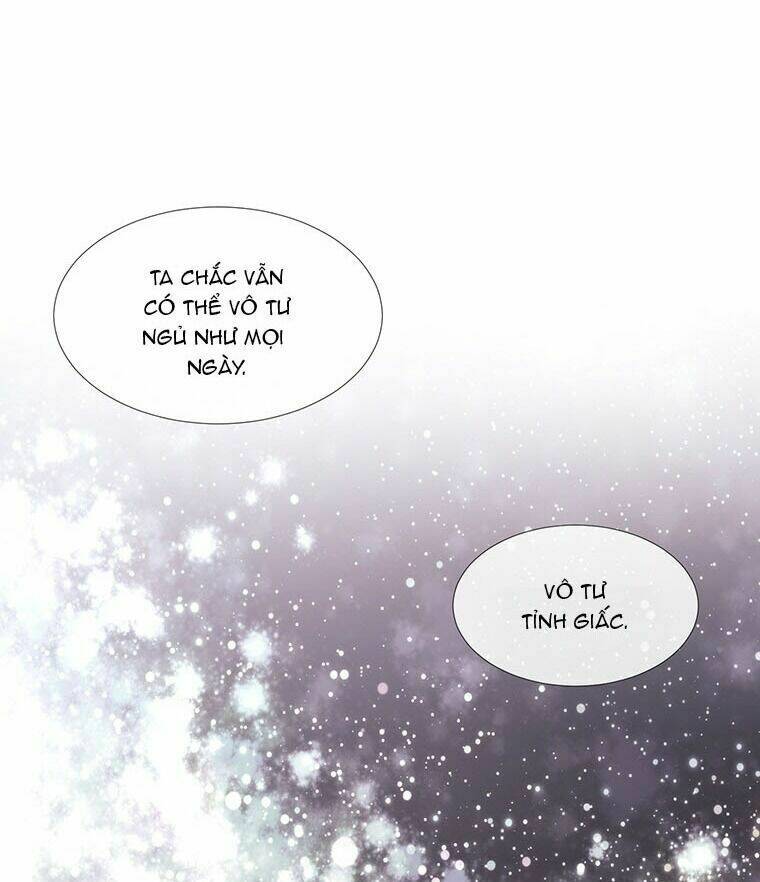 TA CHẮC VẪN
CÓ THỂ VÔ TƯ
NGỦ NHƯ MỌI
NGÀY.
VÔ TƯ
TỈNH GIẤC.